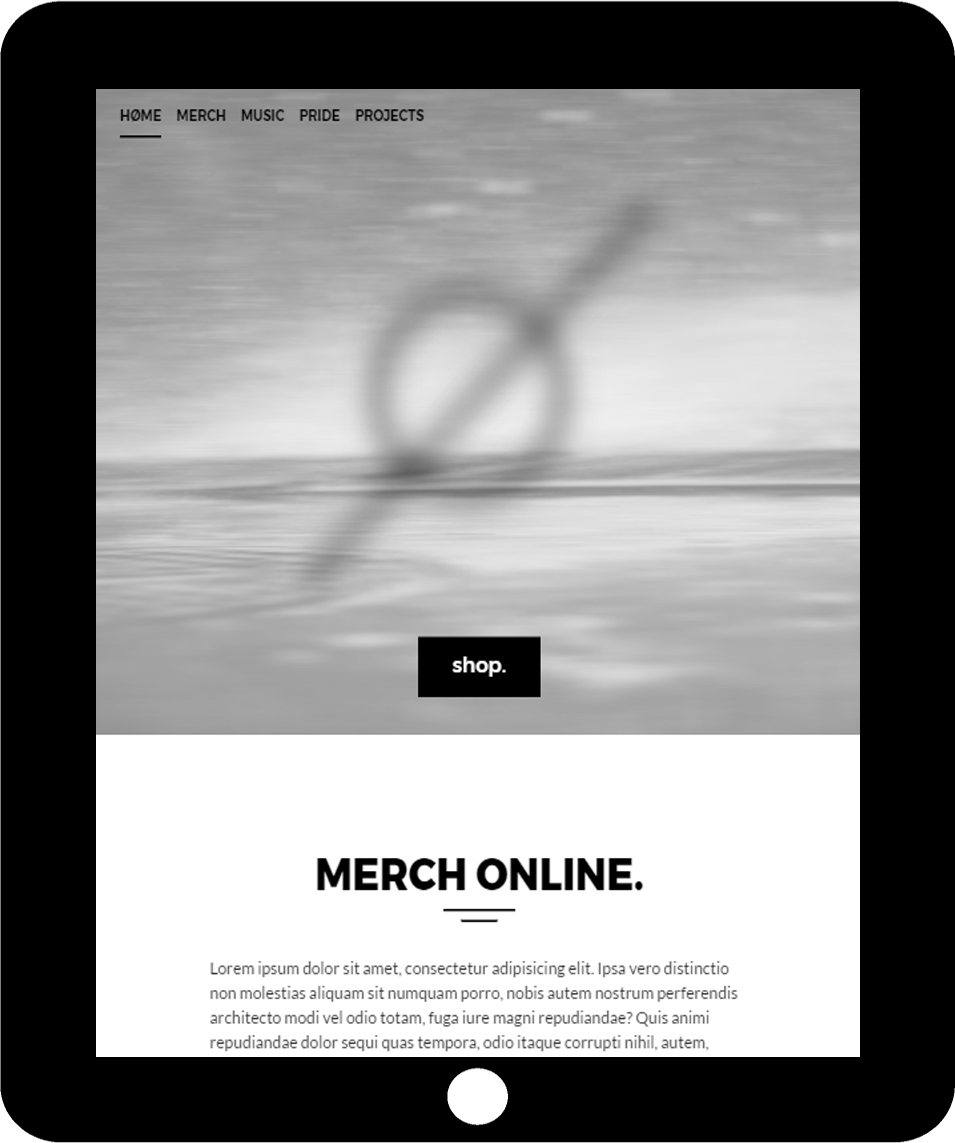 HØME MERCH MUSIC PRIDE PROJECTS
Ø
shop.
MERCH ONLINE.
Lorem ipsum dolor sit amet, consectetur adipisicing elit. Ipsa vero distinctio
non molestias aliquam sit numquam porro, nobis autem nostrum perferendis
architecto modi vel odio totam, fuga iure magni repudiandae? Quis animi
repudiandae dolor sequi quas tempora, odio itaque corrupti nihil, autem,